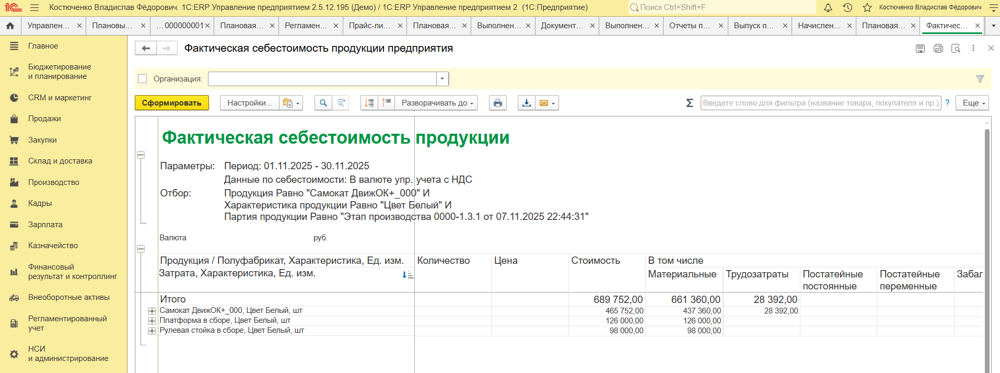 Костюченко Владислав Фёдорович. 1С:ERP Управление предприятием 2.5.12.195 (Демо) / 1С:ERP Управление предприятием 2 (1С:Предприятие)
Поиск Ctrl+Shift+F
Костюченко Владислав Фёдорович
Управлен...
Плановы...
...000000001
Плановая...
Регламен...
Прайс-ли...
Плановая...
Выполнен...
Документ...
Выполнен...
Отчеты п...
Выпуск п...
Начислен...
Плановая...
Фактичес...
Главное
Бюджетирование
и планирование
CRM и маркетинг
Продажи
Закупки
Склад и доставка
Производство
Кадры
Зарплата
Казначейство
Финансовый
результат и контроллинг
Внеоборотные активы
Регламентированный
учет
НСИ
и администрирование
Фактическая себестоимость продукции предприятия
Организация:
Сформировать
Настройки...
Разворачивать до
Σ
Введите слово для фильтра (название товара, покупателя и пр.)
?
Еще
Фактическая себестоимость продукции
Параметры: Период: 01.11.2025 - 30.11.2025
Данные по себестоимости: В валюте упр. учета с НДС
Отбор: Продукция Равно "Самокат ДвижОК+_000" И
Характеристика продукции Равно "Цвет Белый" И
Партия продукции Равно "Этап производства 0000-1.3.1 от 07.11.2025 22:44:31"
Валюта руб.
Продукция / Полуфабрикат, Характеристика, Ед. изм. Количество Цена Стоимость В том числе
Затрата, Характеристика, Ед. изм. Материальные Трудозатраты Постатейные постоянные Постатейные переменные Забал
Итого 689 752,00 661 360,00 28 392,00
Самокат ДвижОК+_000, Цвет Белый, шт 465 752,00 437 360,00 28 392,00
Платформа в сборе, Цвет Белый, шт 126 000,00 126 000,00
Рулевая стойка в сборе, Цвет Белый, шт 98 000,00 98 000,00